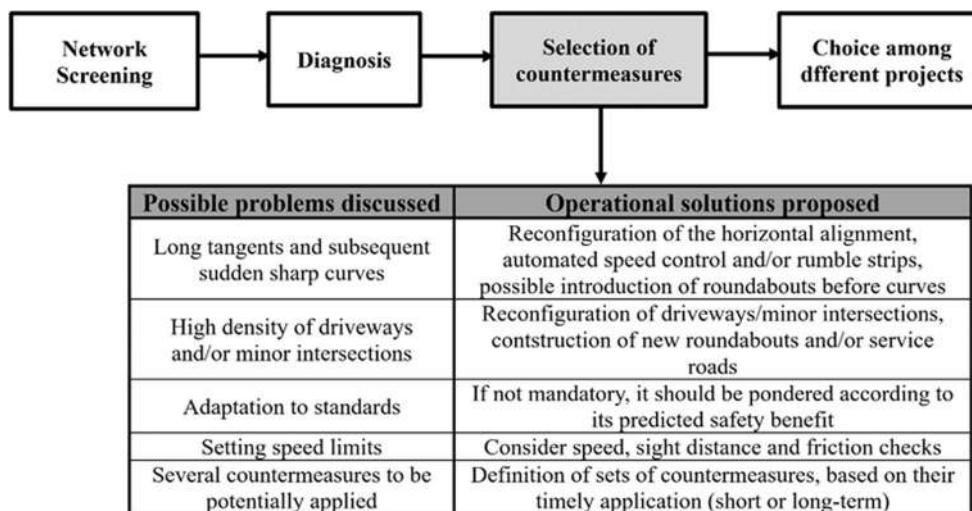 Network
Screening
Diagnosis
Selection of
countermeasures
Choice among
dfferent projects
Possible problems discussed
Operational solutions proposed
Long tangents and subsequent
sudden sharp curves
Reconfiguration of the horizontal alignment,
automated speed control and/or rumble strips,
possible introduction of roundabouts before curves
High density of driveways
and/or minor intersections
Reconfiguration of driveways/minor intersections,
contstruction of new roundabouts and/or service
roads
Adaptation to standards
If not mandatory, it should be pondered according to
its predicted safety benefit
Setting speed limits
Consider speed, sight distance and friction checks
Several countermeasures to be
potentially applied
Definition of sets of countermeasures, based on their
timely application (short or long-term)